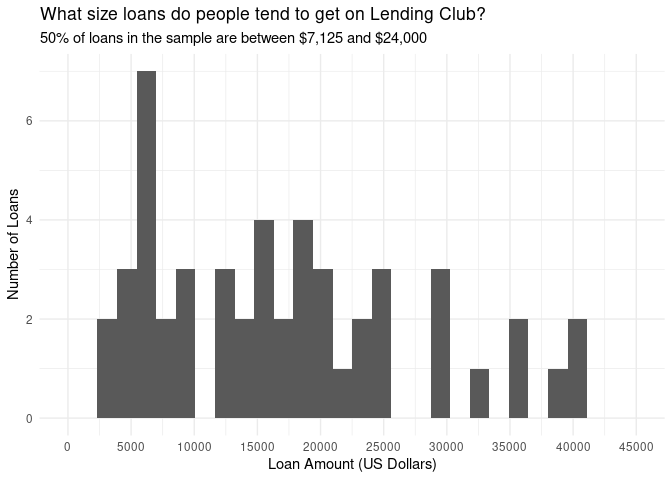 What size loans do people tend to get on Lending Club?
50% of loans in the sample are between $7,125 and $24,000
Number of Loans
6
4
2
0
0 5000 10000 15000 20000 25000 30000 35000 40000 45000
Loan Amount (US Dollars)